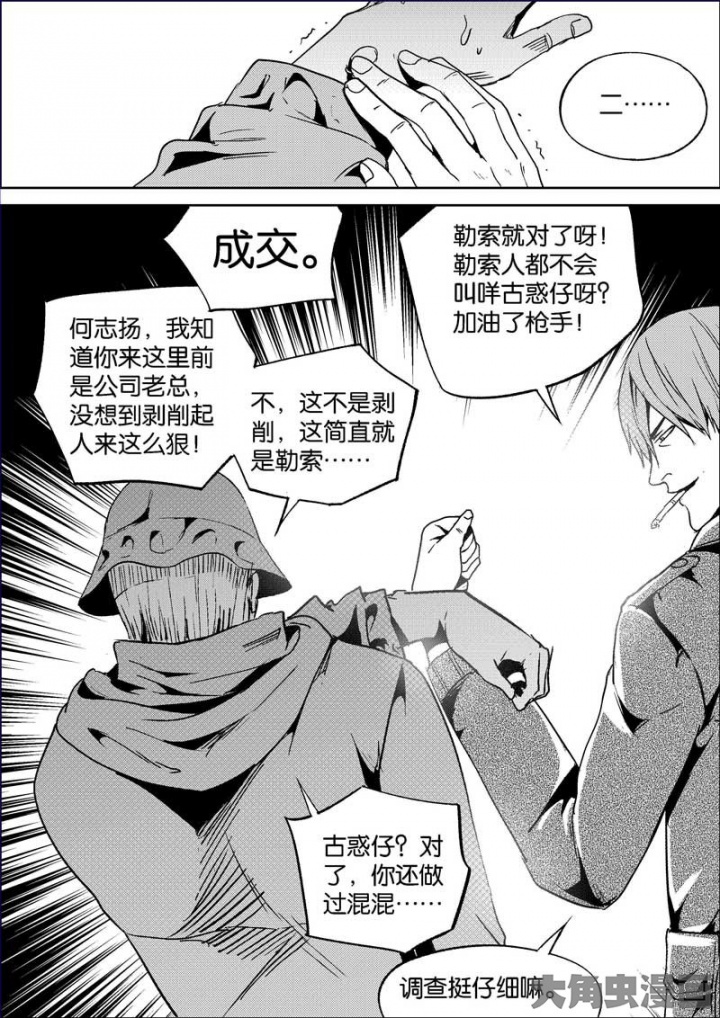 二……
成交。
何志扬，我知
道你来这里前
是公司老总，
没想到剥削起
人来这么狠！
不，这不是剥
削，这简直就
是勒索……
勒索就对了呀！
勒索人都不会
叫咩古惑仔呀？
加油了枪手！
古惑仔？对
了，你还做
过混混……
调查挺仔细嘛。
大角虫漫画